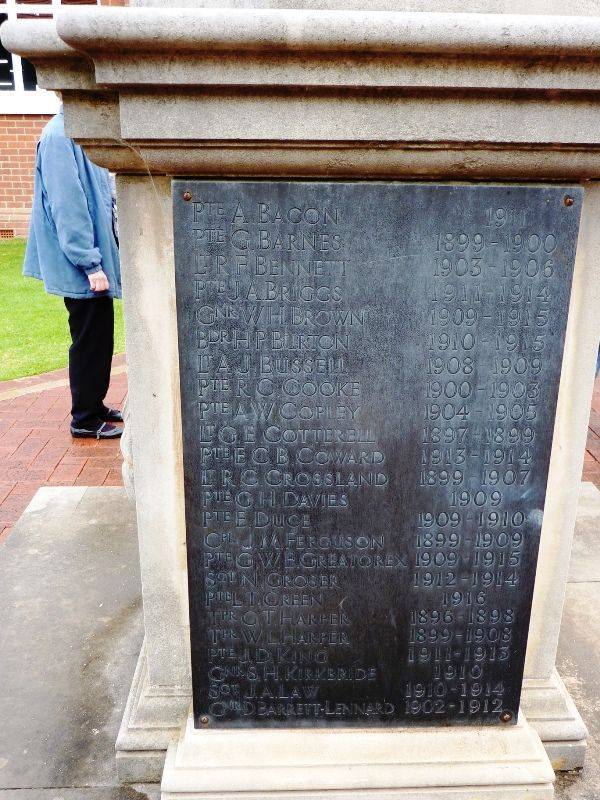 PTE A. BACON 1911
PTE G. BARNES 1899-1900
LT R. F. BENNETT 1903-1906
PTE J. A. BRIGGS 1911-1914
GNR W. H. BROWN 1909-1915
BDR H. P. BURTON 1910-1915
LT A. J. BUSSELL 1908 1909
PTE R. C. COOKE 1900-1903
PTE A. W. COPLEY 1904-1905
LT G. E. COTTERELL 1897-1899
PTE E. C. B. COWARD 1913-1914
LT R. C. CROSSLAND 1899-1907
PTE G. H. DAVIES 1909
PTE F. DUCE 1909-1910
CPL J. M. FERGUSON 1899-1909
PTE G. W. E. GREATOREX 1909-1915
SGT N. GROSER 1912-1914
PTE L. T. GREEN 1916
TPR G. T. HARPER 1896-1898
TPR W. L. HARPER 1899-1908
PTE J. D. KING 1911-1913
GNR S. H. KIRKBRIDE 1910
SGT J. A. LAW 1910-1914
GNR D BARRETT-LENNARD 1902-1912